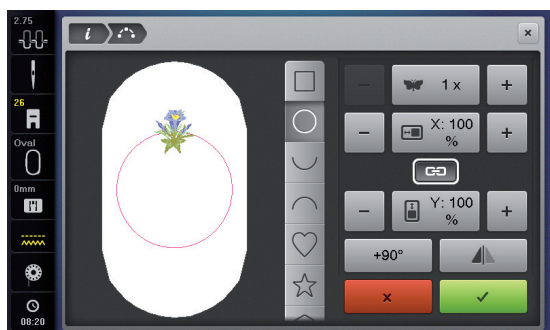 2.75
i
×
26
Oval
0mm
08:20
− 1 x +
− X: 100 % +
− Y: 100 % +
+90°
×